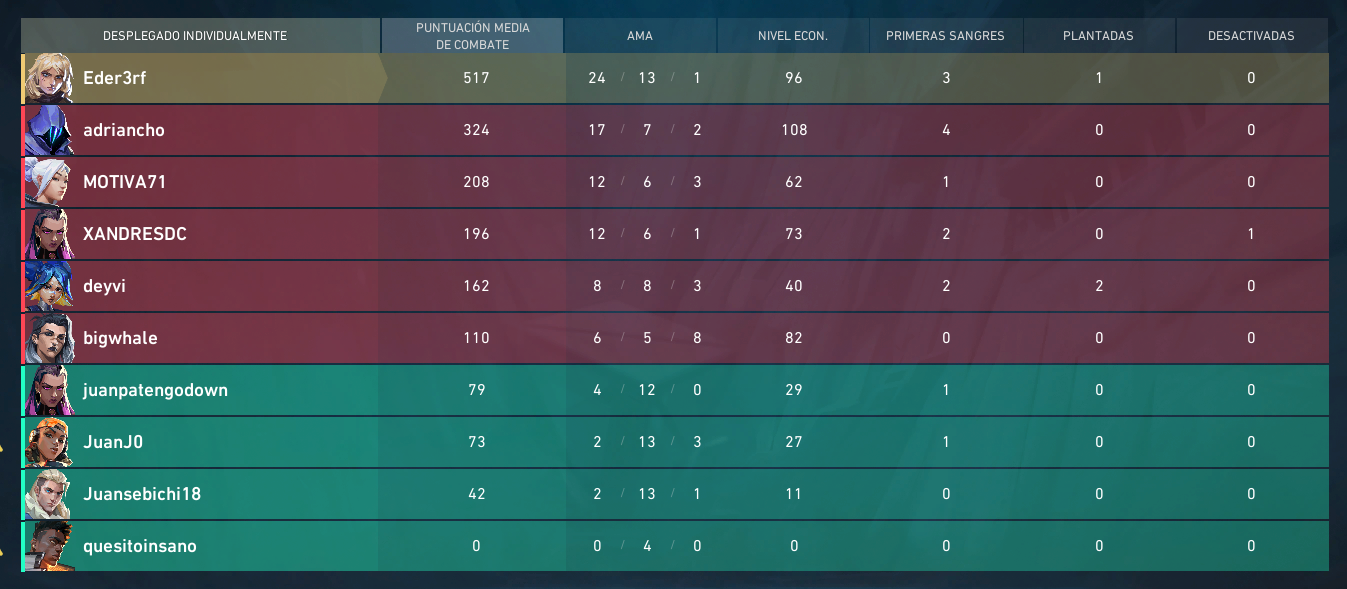 DESPLEGADO INDIVIDUALMENTE PUNTUACIÓN MEDIA DE COMBATE AMA NIVEL ECON. PRIMERAS SANGRES PLANTADAS DESACTIVADAS
Eder3rf 517 24 / 13 / 1 96 3 1 0
adriancho 324 17 / 7 / 2 108 4 0 0
MOTIVA71 208 12 / 6 / 3 62 1 0 0
XANDRESDC 196 12 / 6 / 1 73 2 0 1
deyvi 162 8 / 8 / 3 40 2 2 0
bigwhale 110 6 / 5 / 8 82 0 0 0
juanpatengodown 79 4 / 12 / 0 29 1 0 0
JuanJ0 73 2 / 13 / 3 27 1 0 0
Juansebichi18 42 2 / 13 / 1 11 0 0 0
quesitoinsano 0 0 / 4 / 0 0 0 0 0